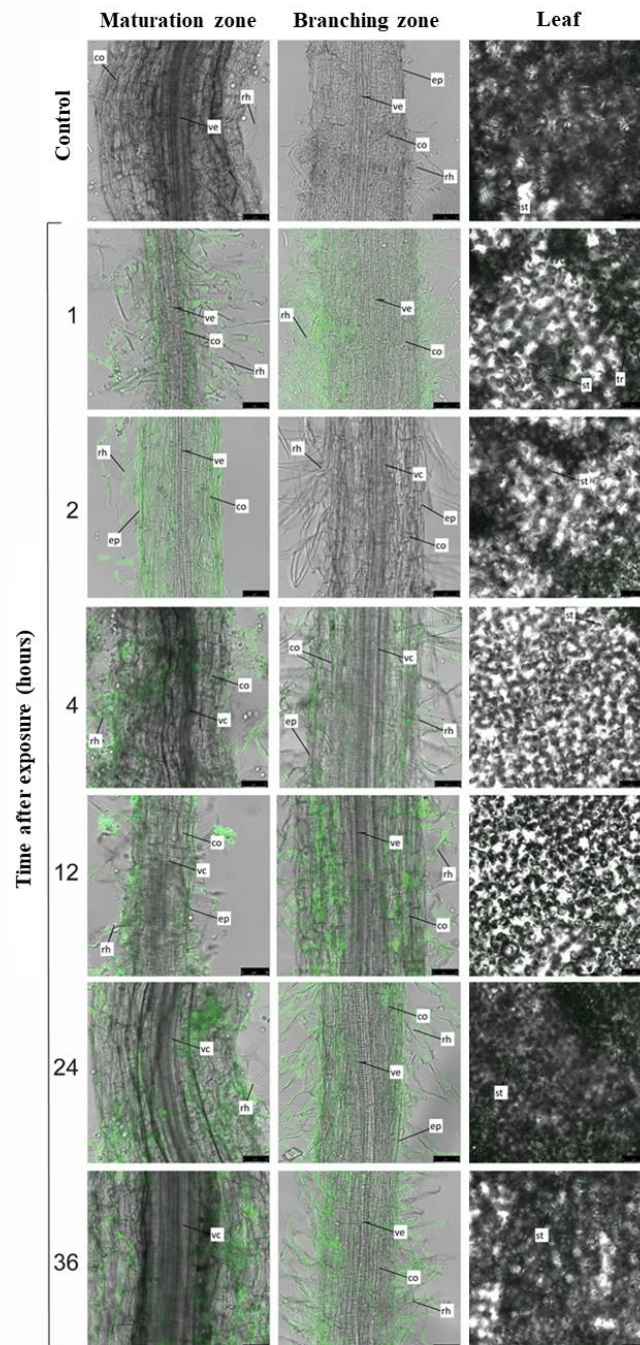 Maturation zone Branching zone Leaf
Control
co
rh
ve
ep
ve
co
rh
st
Time after exposure (hours)
1
ve
co
rh
ve
rh
co
st
tr
2
rh
ve
co
ep
rh
vc
ep
co
st
4
co
rh
vc
co
vc
ep
rh
st
12
co
vc
ep
rh
ve
rh
co
24
vc
rh
co
rh
ve
ep
st
36
vc
ve
co
rh
st